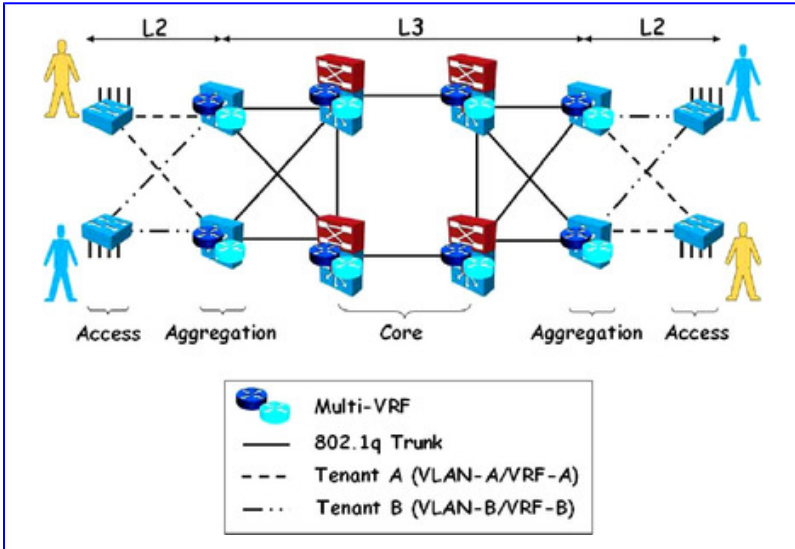 L2 L3 L2
Access Aggregation Core Aggregation Access
Multi-VRF
802.1q Trunk
Tenant A (VLAN-A/VRF-A)
Tenant B (VLAN-B/VRF-B)